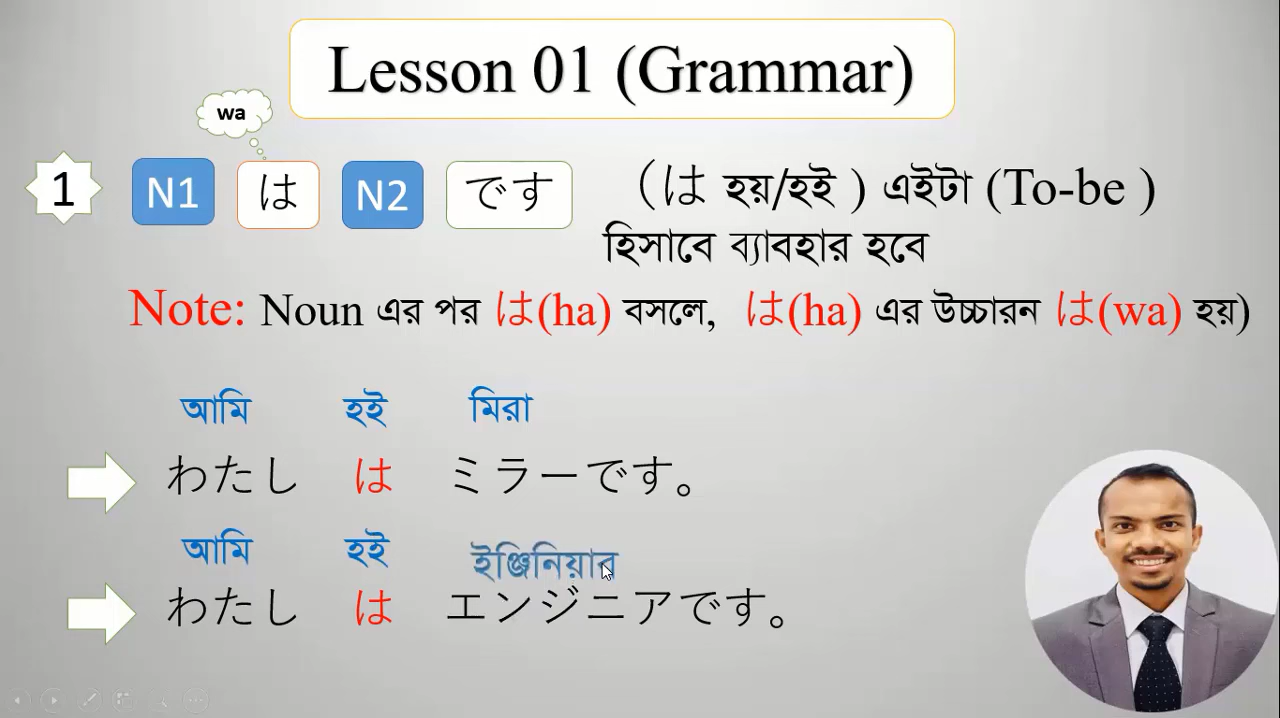 Lesson 01 (Grammar)
wa
1 N1 は N2 です （は হয়/হই ) এইটা (To-be )
হিসাবে ব্যাবহার হবে
Note: Noun এর পর は(ha) বসলে, は(ha) এর উচ্চারন は(wa) হয়)
আমি হই মিরা
わたし は ミラーです。
আমি হই ইঞ্জিনিয়ার
わたし は エンジニアです。